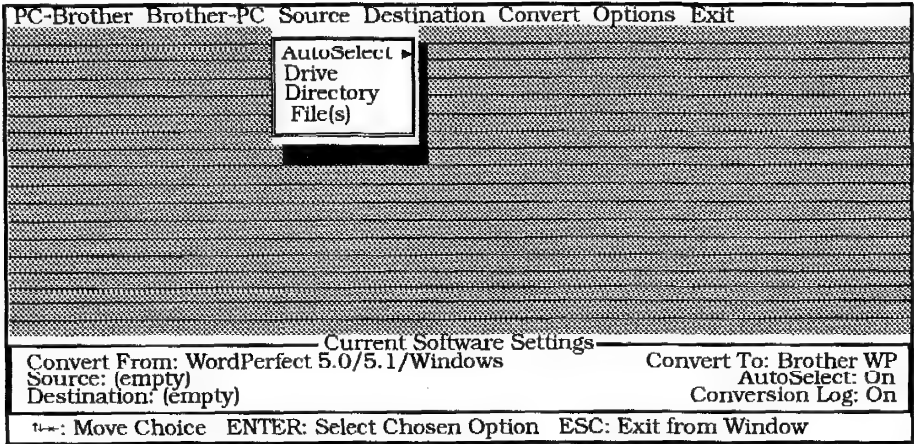 PC-Brother Brother-PC Source Destination Convert Options Exit
AutoSelect ▸
Drive
Directory
File(s)
Current Software Settings
Convert From: WordPerfect 5.0/5.1/Windows Convert To: Brother WP
Source: (empty) AutoSelect: On
Destination: (empty) Conversion Log: On
↑↓→←: Move Choice ENTER: Select Chosen Option ESC: Exit from Window